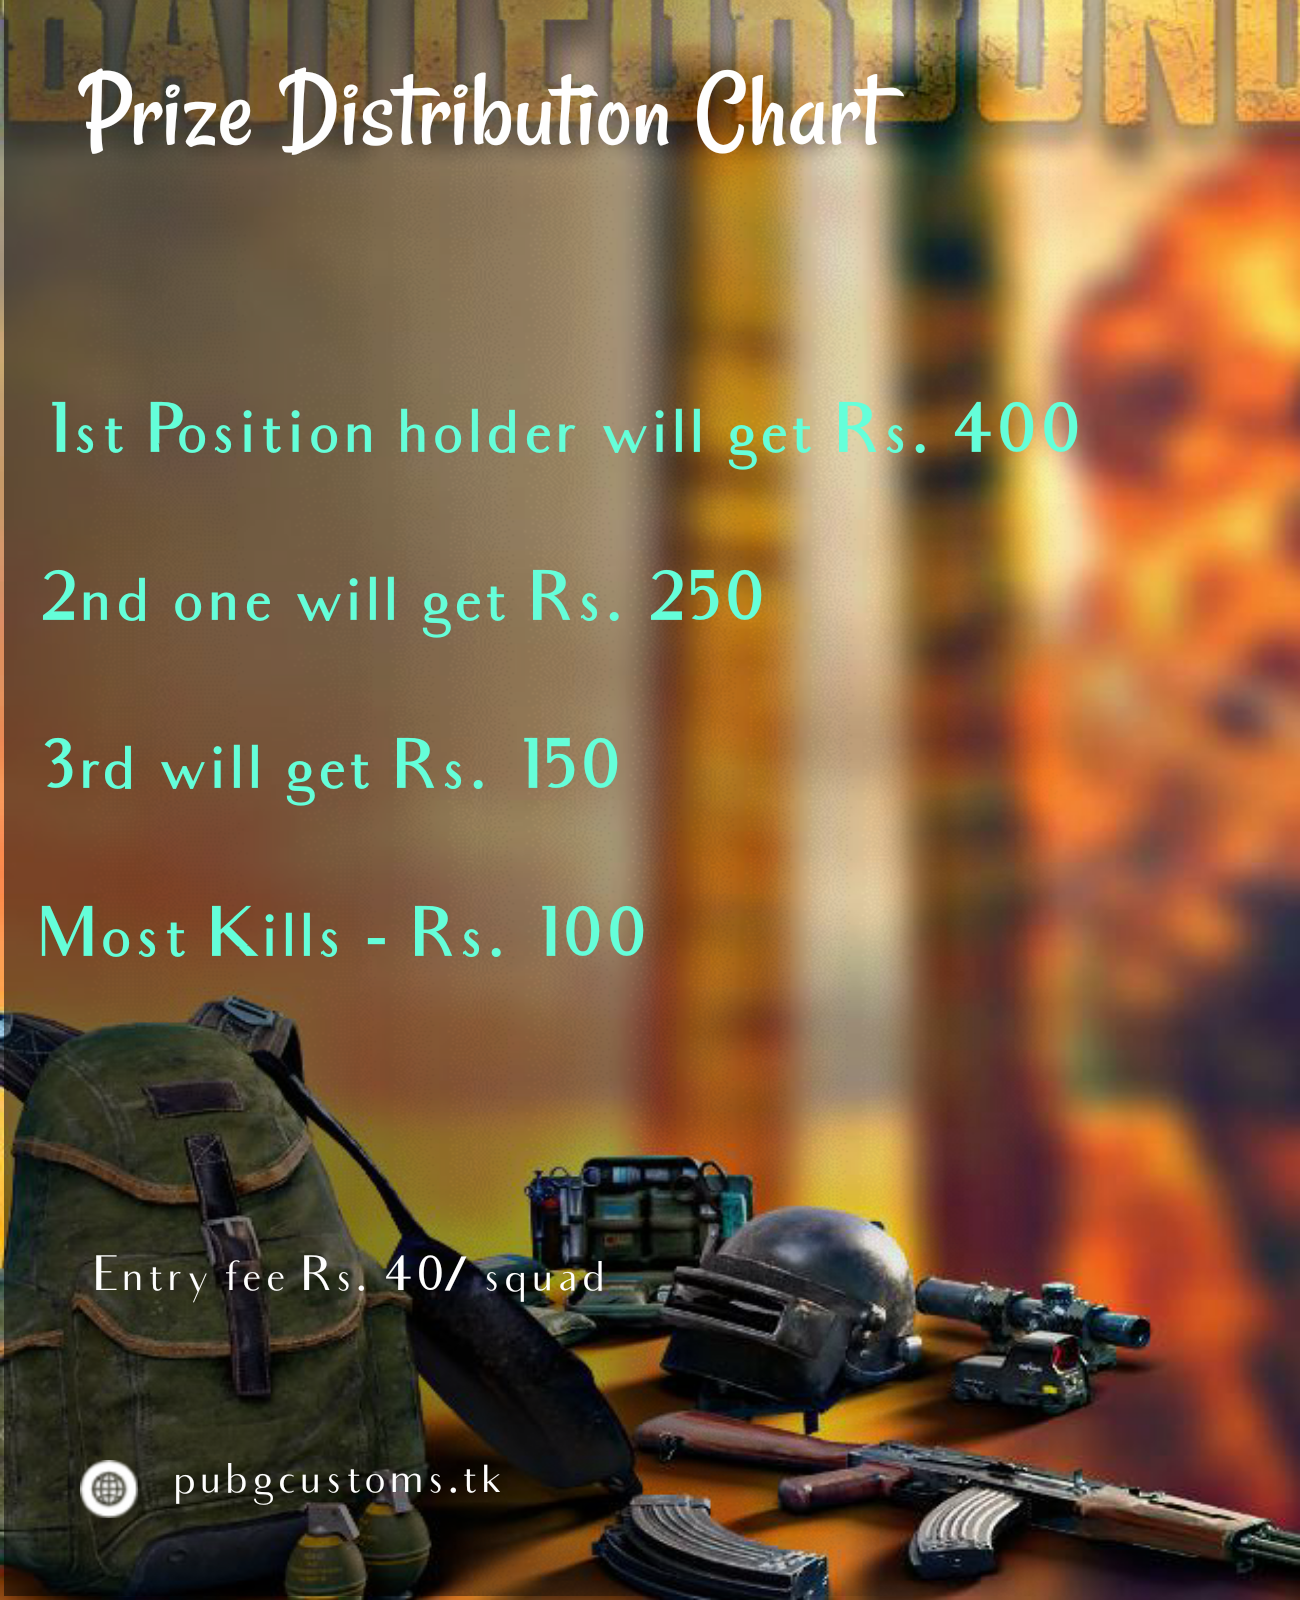 BATTLEGROUND
Prize Distribution Chart
1st Position holder will get Rs. 400
2nd one will get Rs. 250
3rd will get Rs. 150
Most Kills - Rs. 100
Entry fee Rs. 40/ squad
pubgcustoms.tk